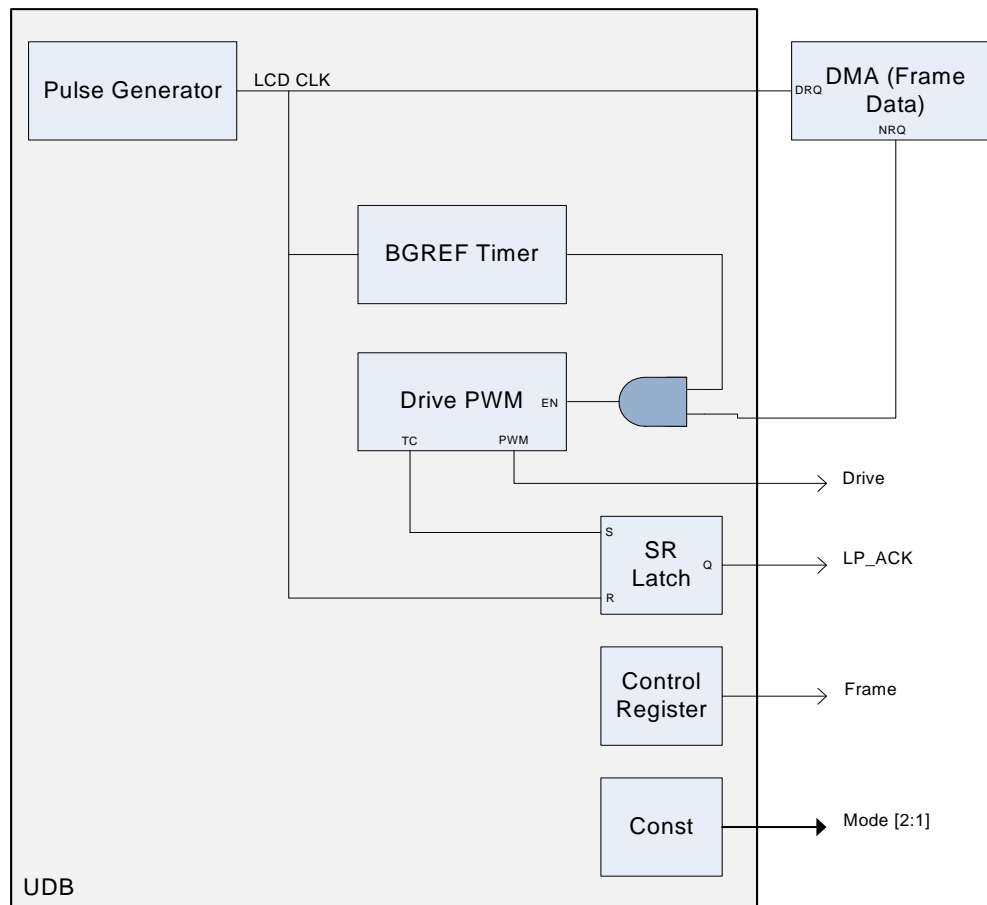 Pulse Generator
LCD CLK
DRQ
DMA (Frame
Data)
NRQ
BGREF Timer
Drive PWM
EN
TC
PWM
Drive
S
SR
Latch
Q
R
LP_ACK
Control
Register
Frame
Const
Mode [2:1]
UDB